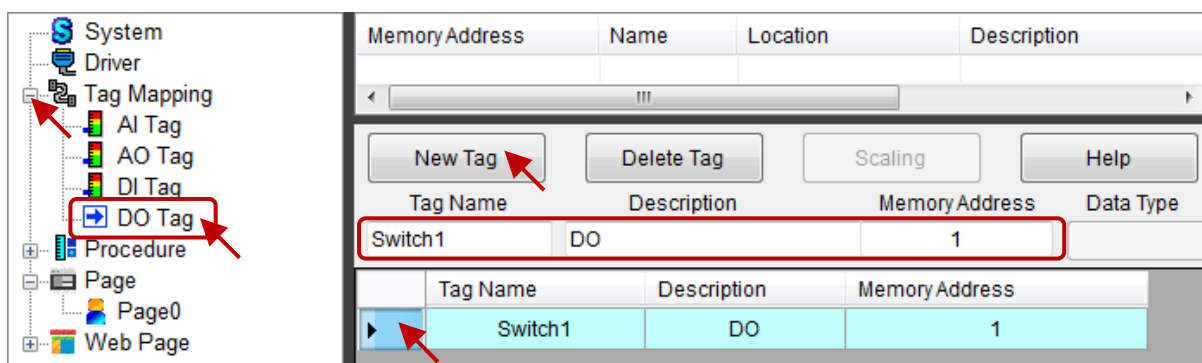 System
Driver
Tag Mapping
AI Tag
AO Tag
DI Tag
DO Tag
Procedure
Page
Page0
Web Page
Memory Address Name Location Description
New Tag Delete Tag Scaling Help
Tag Name Description Memory Address Data Type
Switch1 DO 1
Tag Name Description Memory Address
Switch1 DO 1